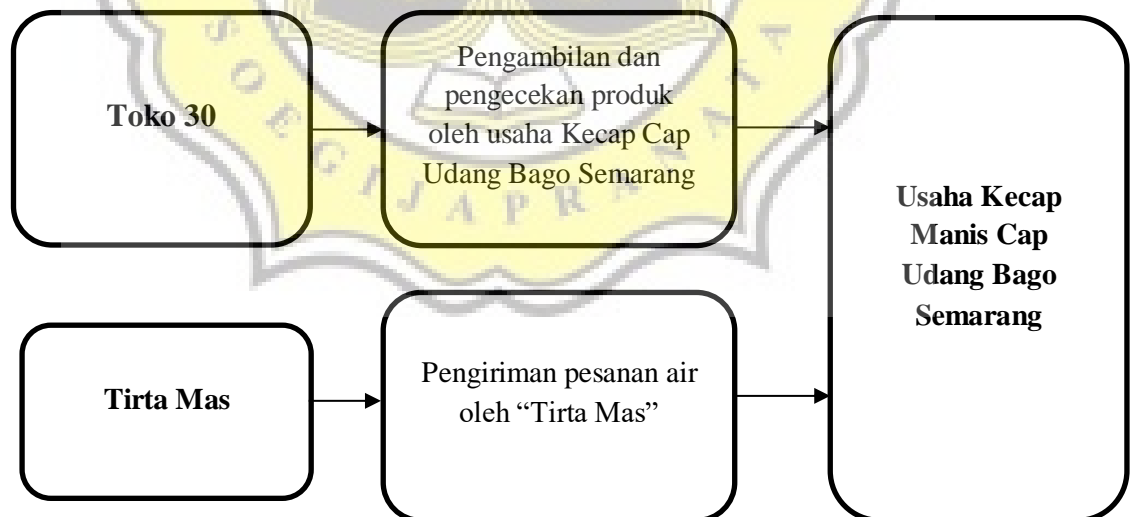 Toko 30
Pengambilan dan
pengecekan produk
oleh usaha Kecap Cap
Udang Bago Semarang
Usaha Kecap
Manis Cap
Udang Bago
Semarang
Tirta Mas
Pengiriman pesanan air
oleh “Tirta Mas”
SOEGIJAPRANATA